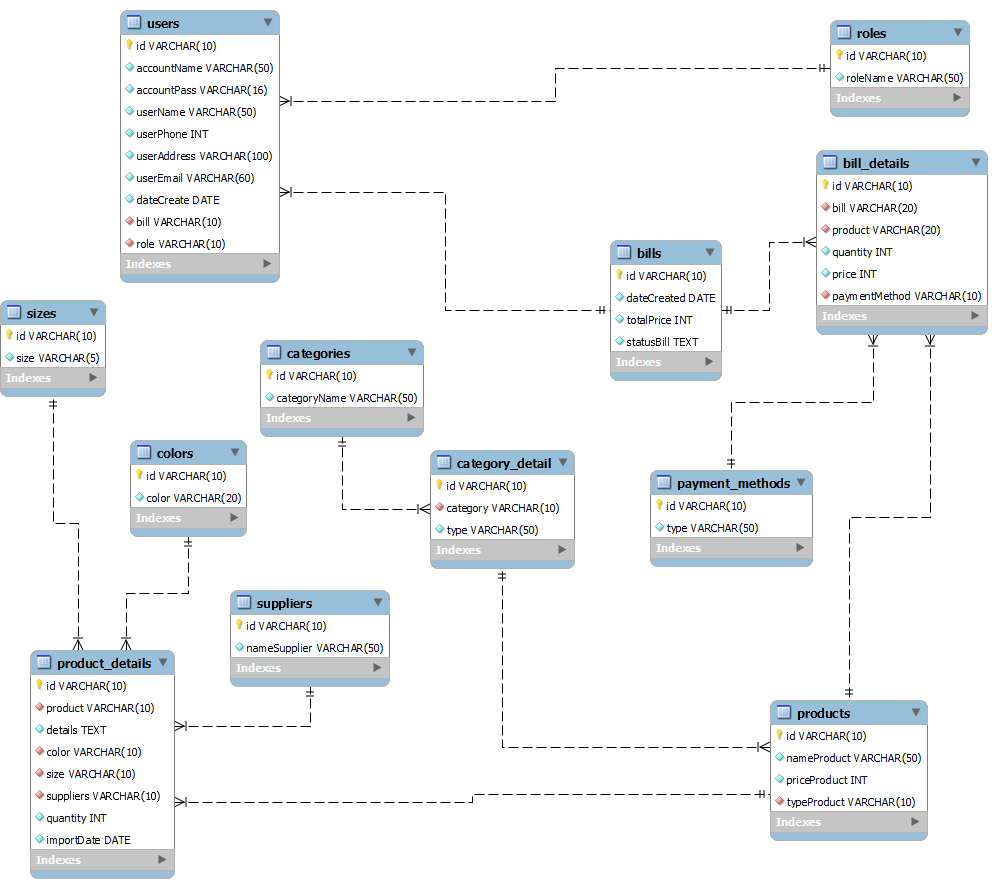 users
id VARCHAR(10)
accountName VARCHAR(50)
accountPass VARCHAR(16)
userName VARCHAR(50)
userPhone INT
userAddress VARCHAR(100)
userEmail VARCHAR(60)
dateCreate DATE
bill VARCHAR(10)
role VARCHAR(10)
Indexes
roles
id VARCHAR(10)
roleName VARCHAR(50)
Indexes
bill_details
id VARCHAR(10)
bill VARCHAR(20)
product VARCHAR(20)
quantity INT
price INT
paymentMethod VARCHAR(10)
Indexes
bills
id VARCHAR(10)
dateCreated DATE
totalPrice INT
statusBill TEXT
Indexes
sizes
id VARCHAR(10)
size VARCHAR(5)
Indexes
categories
id VARCHAR(10)
categoryName VARCHAR(50)
Indexes
colors
id VARCHAR(10)
color VARCHAR(20)
Indexes
category_detail
id VARCHAR(10)
category VARCHAR(10)
type VARCHAR(50)
Indexes
payment_methods
id VARCHAR(10)
type VARCHAR(50)
Indexes
suppliers
id VARCHAR(10)
nameSupplier VARCHAR(50)
Indexes
product_details
id VARCHAR(10)
product VARCHAR(10)
details TEXT
color VARCHAR(10)
size VARCHAR(10)
suppliers VARCHAR(10)
quantity INT
importDate DATE
Indexes
products
id VARCHAR(10)
nameProduct VARCHAR(50)
priceProduct INT
typeProduct VARCHAR(10)
Indexes